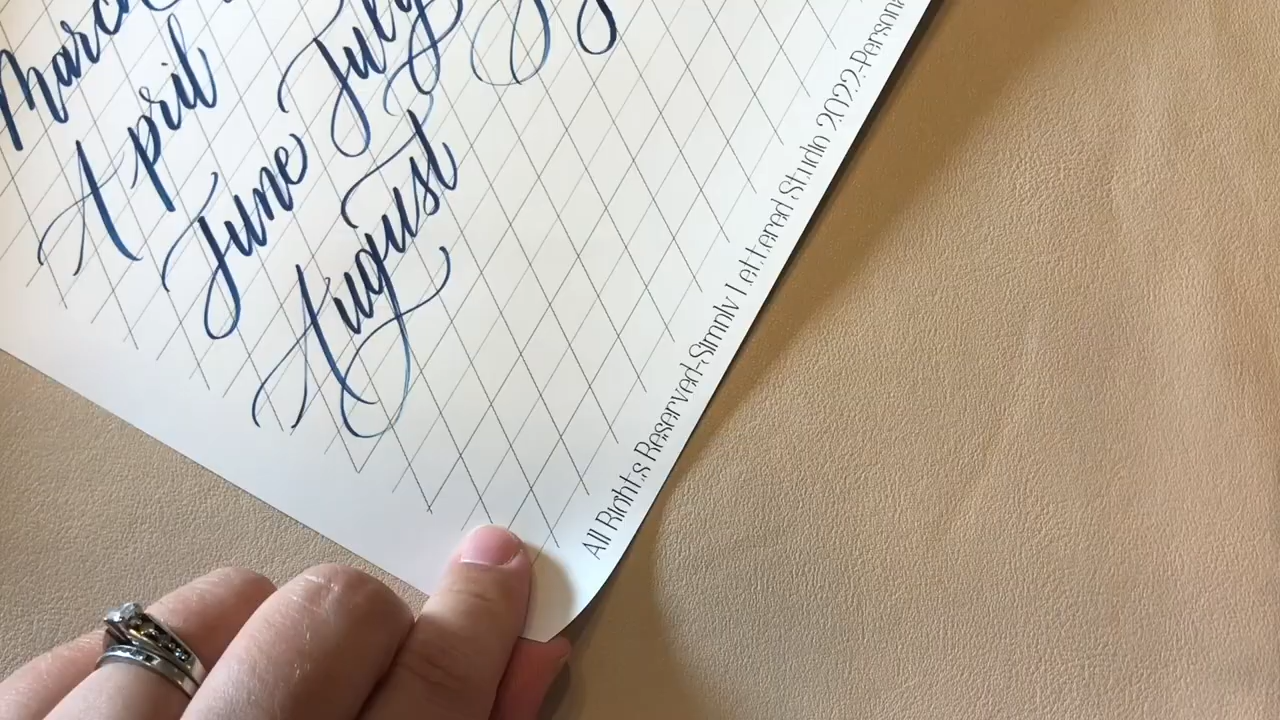 March
April
June July
August
All Rights Reserved-Simply Lettered Studio 2022-Persona